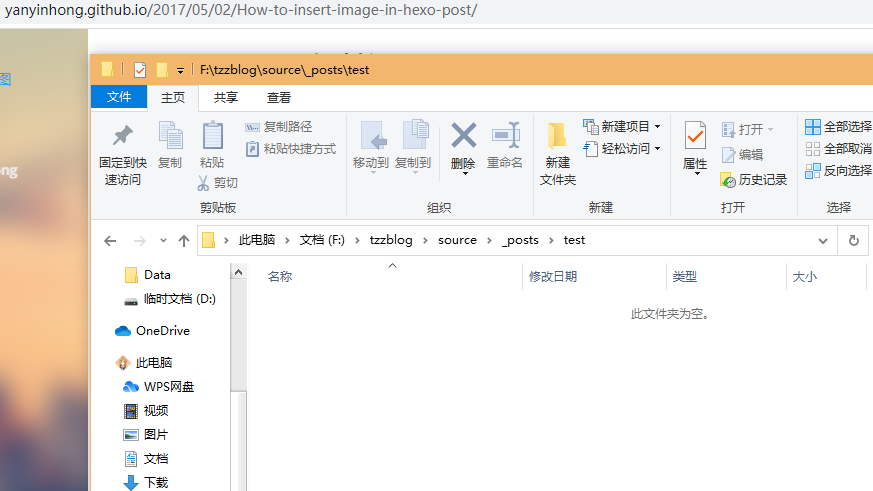 yanyinhong.github.io/2017/05/02/How-to-insert-image-in-hexo-post/
图
ong
F:\tzzblog\source\_posts\test
文件 主页 共享 查看
固定到快速访问
复制
粘贴
复制路径
粘贴快捷方式
剪切
剪贴板
移动到
复制到
删除
重命名
组织
新建
文件夹
新建项目
轻松访问
新建
属性
打开
编辑
历史记录
打开
全部选择
全部取消
反向选择
选择
此电脑 > 文档 (F:) > tzzblog > source > _posts > test
名称 修改日期 类型 大小
此文件夹为空。
Data
临时文档 (D:)
OneDrive
此电脑
WPS网盘
视频
图片
文档
下载